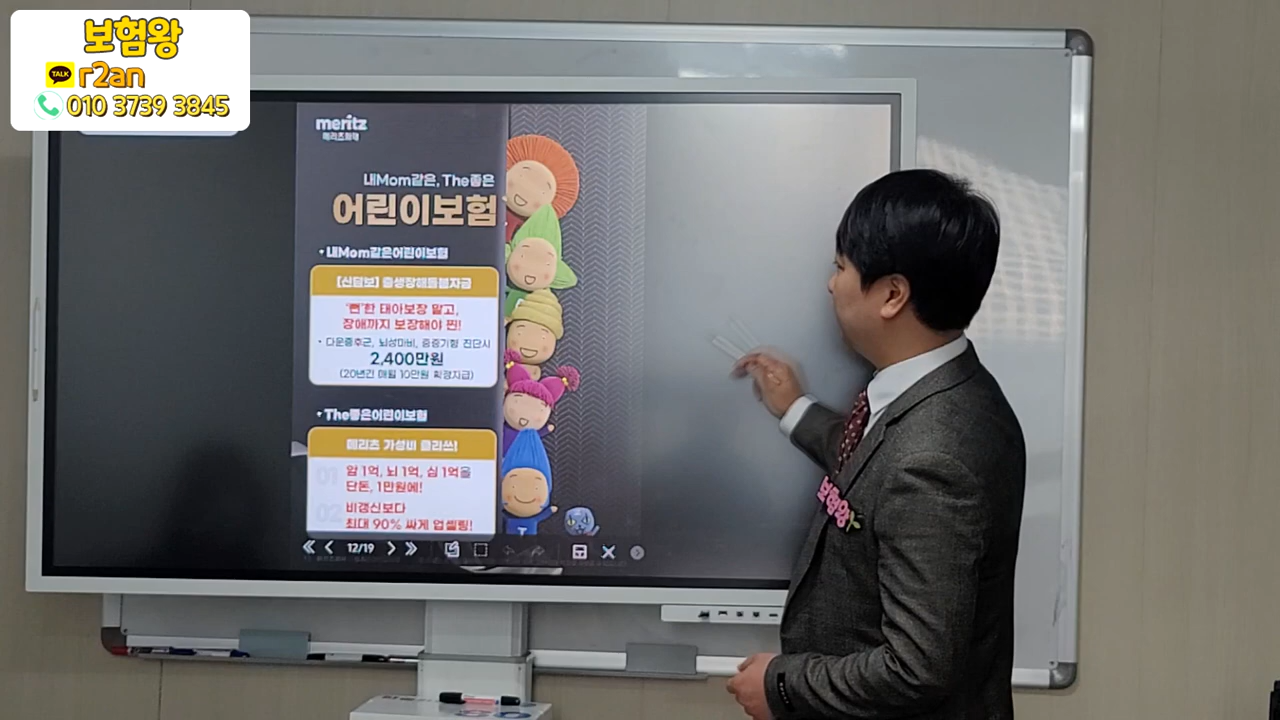 보험왕
TALK r2an
010 3739 3845
meritz
메리츠화재
내Mom같은, The좋은
어린이보험
• 내Mom같은어린이보험
[신담보] 출생장해돌봄자금
'뻔'한 태아보장 말고,
장애까지 보장해야 찐!
• 다운증후군, 뇌성마비, 중증기형 진단시
2,400만원
(20년간 매월 10만원 확정지급)
• The좋은어린이보험
메리츠 가성비 클리쓰!
01 암 1억, 뇌 1억, 심 1억을
단돈, 1만원에!
02 비갱신보다
최대 90% 싸게 업셀링!
12/19
보험왕